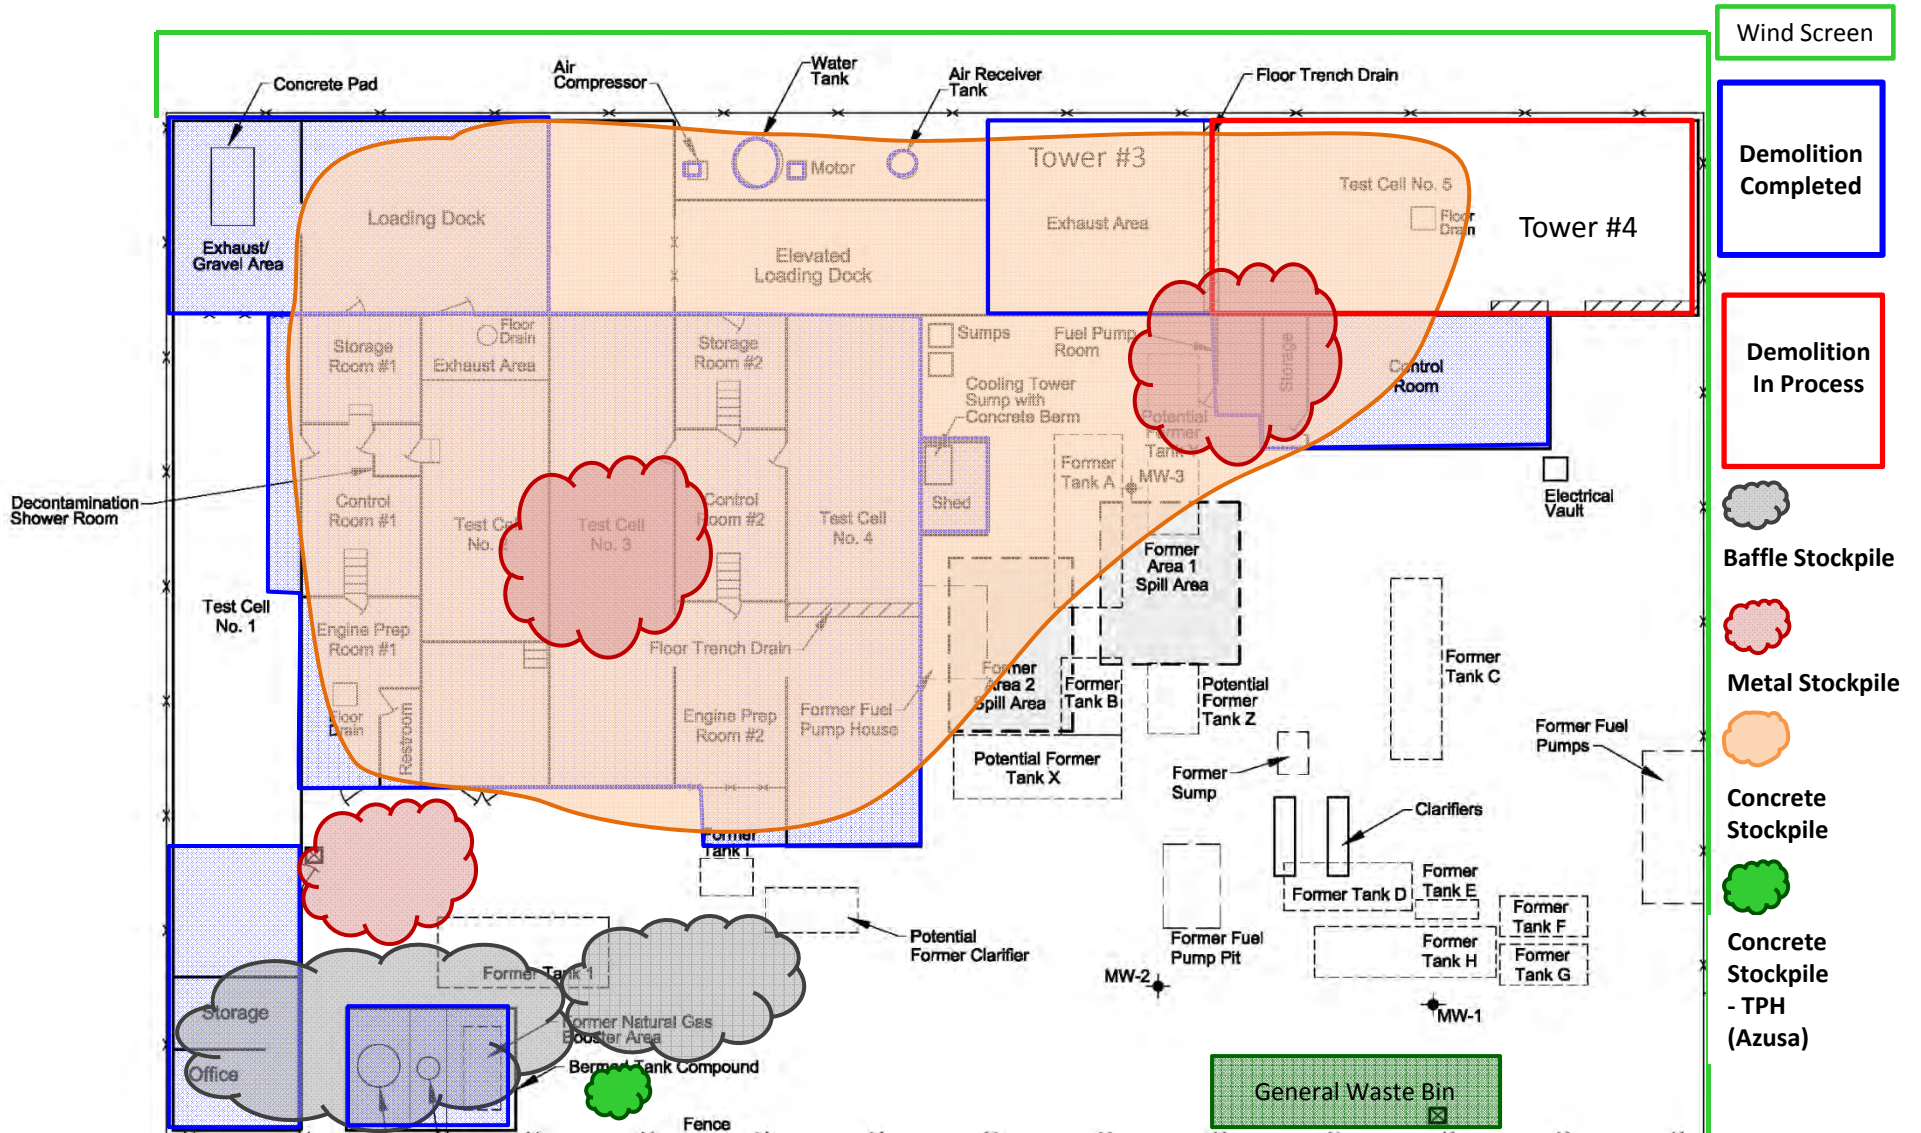 Wind Screen
Concrete Pad
Air
Compressor
Water
Tank
Air Receiver
Tank
Floor Trench Drain
Demolition
Completed
Tower #3
Motor
Test Cell No. 5
Loading Dock
Exhaust Area
Floor
Drain
Tower #4
Exhaust/
Gravel Area
Elevated
Loading Dock
Demolition
In Process
Floor
Drain
Storage
Room #1
Exhaust Area
Storage
Room #2
Sumps
Fuel Pump
Room
Storage
Control
Room
Cooling Tower
Sump with
Concrete Berm
Potential
Former
Tank Y
Former
Tank A
MW-3
Electrical
Vault
Decontamination
Shower Room
Control
Room #1
Test Cell
No. 2
Test Cell
No. 3
Control
Room #2
Test Cell
No. 4
Shed
Baffle Stockpile
Former
Area 1
Spill Area
Test Cell
No. 1
Engine Prep
Room #1
Floor Trench Drain
Former
Area 2
Spill Area
Former
Tank B
Potential
Former
Tank Z
Former
Tank C
Metal Stockpile
Floor
Drain
Restroom
Engine Prep
Room #2
Former Fuel
Pump House
Former Fuel
Pumps
Potential Former
Tank X
Former
Sump
Clarifiers
Concrete
Stockpile
Former
Tank I
Former Tank D
Former
Tank E
Former
Tank F
Former
Tank H
Former
Tank G
Potential
Former Clarifier
Former Fuel
Pump Pit
MW-2
MW-1
Concrete
Stockpile
- TPH
(Azusa)
Former Tank 1
Storage
Former Natural Gas
Booster Area
Office
Bermed Tank Compound
General Waste Bin
Fence